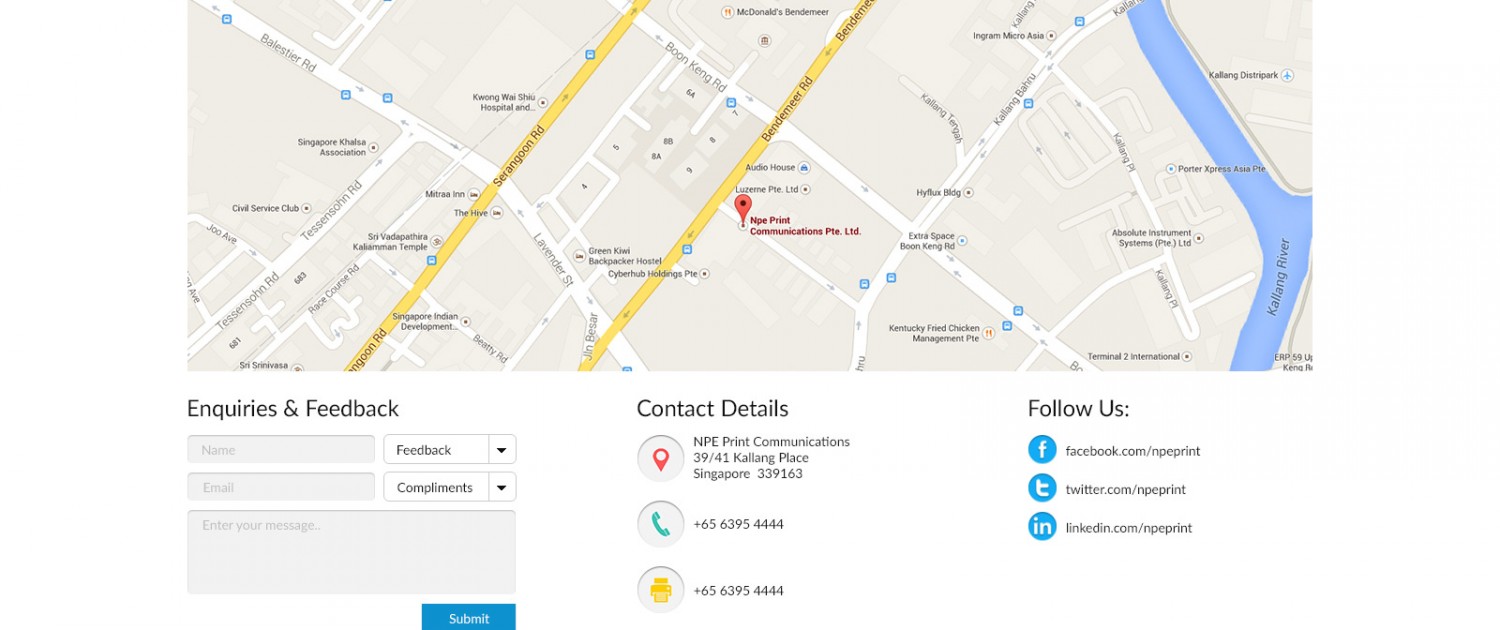 McDonald's Bendemeer
Bendemee
Kallang
Ingram Micro Asia
Kallang
Balestier Rd
Boon Keng Rd
Kallang Distripark
Kwong Wai Shiu
Hospital and...
6A
7
Bendemeer Rd
Kallang Tengah
Kallang Bahru
Singapore Khalsa
Association
Serangoon Rd
5
8B
8
8A
9
4
Kallang Pl
Audio House
Porter Xpress Asia Pte
Luzerne Pte. Ltd
Mitraa Inn
The Hive
Hyflux Bldg
Civil Service Club
Tessensohn Rd
Npe Print
Communications Pte. Ltd.
Joo Ave
Sri Vadapathira
Kaliamman Temple
Lavender St
Green Kiwi
Backpacker Hostel
Cyberhub Holdings Pte
Extra Space
Boon Keng Rd
Absolute Instrument
Systems (Pte.) Ltd
Kallang River
683
Race Course Rd
Ave
Tessensohn Rd
Kallang Pl
Singapore Indian
Development...
Beatty Rd
Jln Besar
Kentucky Fried Chicken
Management Pte
681
angoon Rd
Sri Srinivasa
hru
Bo
Terminal 2 International
ERP 59 Up
Keng R
Enquiries & Feedback
Name
Feedback
Email
Compliments
Enter your message..
Submit
Contact Details
NPE Print Communications
39/41 Kallang Place
Singapore 339163
+65 6395 4444
+65 6395 4444
Follow Us:
facebook.com/npeprint
twitter.com/npeprint
linkedin.com/npeprint